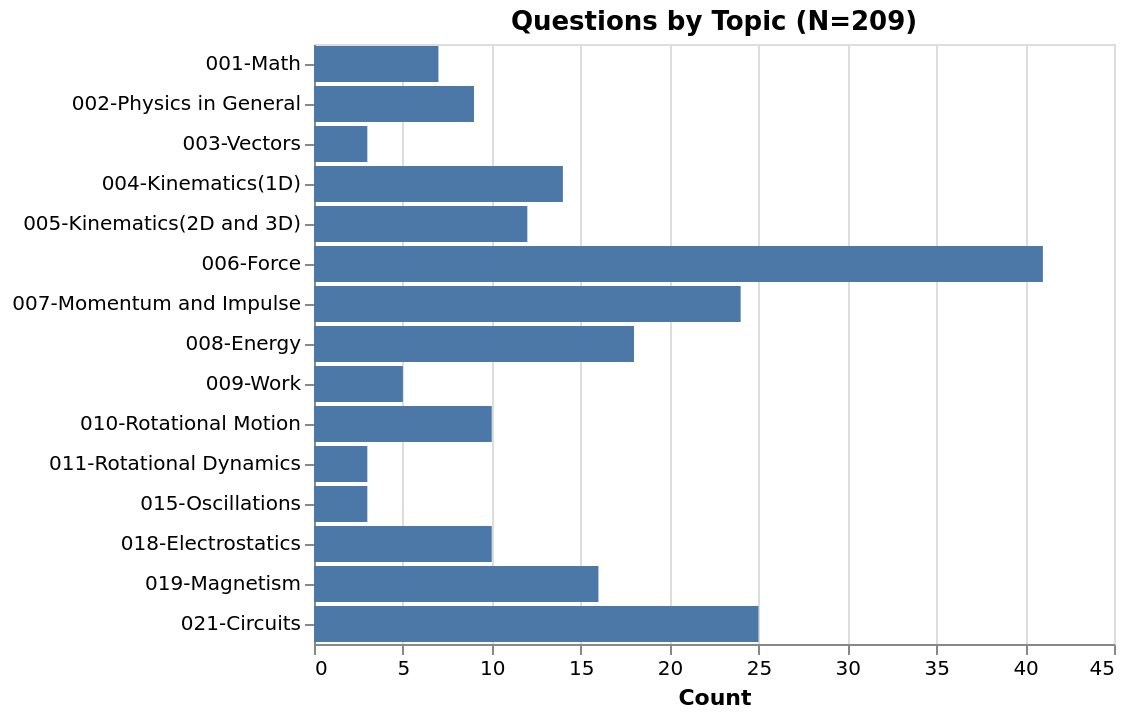 Questions by Topic (N=209)
001-Math
002-Physics in General
003-Vectors
004-Kinematics(1D)
005-Kinematics(2D and 3D)
006-Force
007-Momentum and Impulse
008-Energy
009-Work
010-Rotational Motion
011-Rotational Dynamics
015-Oscillations
018-Electrostatics
019-Magnetism
021-Circuits
0 5 10 15 20 25 30 35 40 45
Count